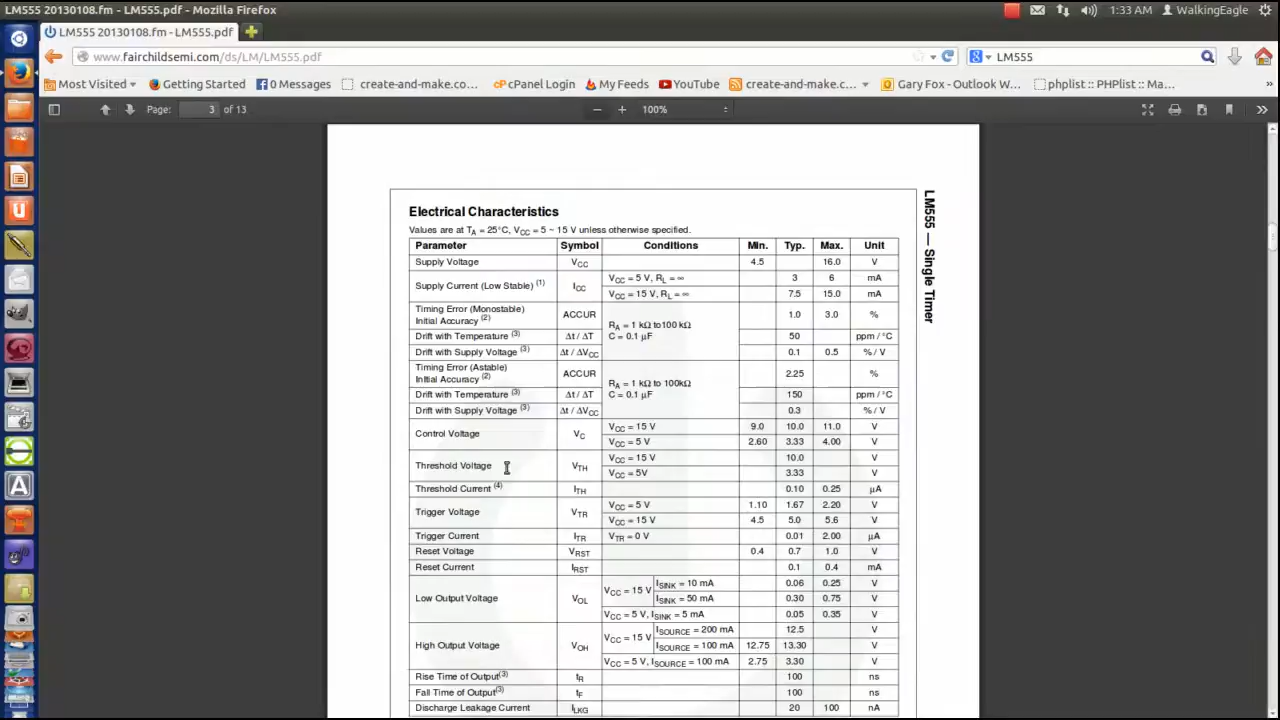 LM555 20130108.fm - LM555.pdf - Mozilla Firefox
1:33 AM WalkingEagle
LM555 20130108.fm - LM555.pdf
www.fairchildsemi.com/ds/LM/LM555.pdf
LM555
Most Visited Getting Started 0 Messages create-and-make.co... cPanel Login My Feeds YouTube create-and-make.c... Gary Fox - Outlook W... phplist :: PHPlist :: Ma...
Page: 3 of 13 100%
LM555 — Single Timer
Electrical Characteristics
Values are at TA = 25°C, VCC = 5 ~ 15 V unless otherwise specified.
Parameter Symbol Conditions Min. Typ. Max. Unit
Supply Voltage VCC 4.5 16.0 V
Supply Current (Low Stable) (1) ICC VCC = 5 V, RL = ∞ 3 6 mA
VCC = 15 V, RL = ∞ 7.5 15.0 mA
Timing Error (Monostable)
Initial Accuracy (2) ACCUR RA = 1 kΩ to100 kΩ
C = 0.1 µF 1.0 3.0 %
Drift with Temperature (3) Δt / ΔT 50 ppm / °C
Drift with Supply Voltage (3) Δt / ΔVCC 0.1 0.5 % / V
Timing Error (Astable)
Initial Accuracy (2) ACCUR RA = 1 kΩ to 100kΩ
C = 0.1 µF 2.25 %
Drift with Temperature (3) Δt / ΔT 150 ppm / °C
Drift with Supply Voltage (3) Δt / ΔVCC 0.3 % / V
Control Voltage VC VCC = 15 V 9.0 10.0 11.0 V
VCC = 5 V 2.60 3.33 4.00 V
Threshold Voltage VTH VCC = 15 V 10.0 V
VCC = 5V 3.33 V
Threshold Current (4) ITH 0.10 0.25 µA
Trigger Voltage VTR VCC = 5 V 1.10 1.67 2.20 V
VCC = 15 V 4.5 5.0 5.6 V
Trigger Current ITR VTR = 0 V 0.01 2.00 µA
Reset Voltage VRST 0.4 0.7 1.0 V
Reset Current IRST 0.1 0.4 mA
Low Output Voltage VOL VCC = 15 V ISINK = 10 mA 0.06 0.25 V
ISINK = 50 mA 0.30 0.75 V
VCC = 5 V, ISINK = 5 mA 0.05 0.35 V
High Output Voltage VOH VCC = 15 V ISOURCE = 200 mA 12.5 V
ISOURCE = 100 mA 12.75 13.30 V
VCC = 5 V, ISOURCE = 100 mA 2.75 3.30 V
Rise Time of Output(3) tR 100 ns
Fall Time of Output(3) tF 100 ns
Discharge Leakage Current ILKG 20 100 nA